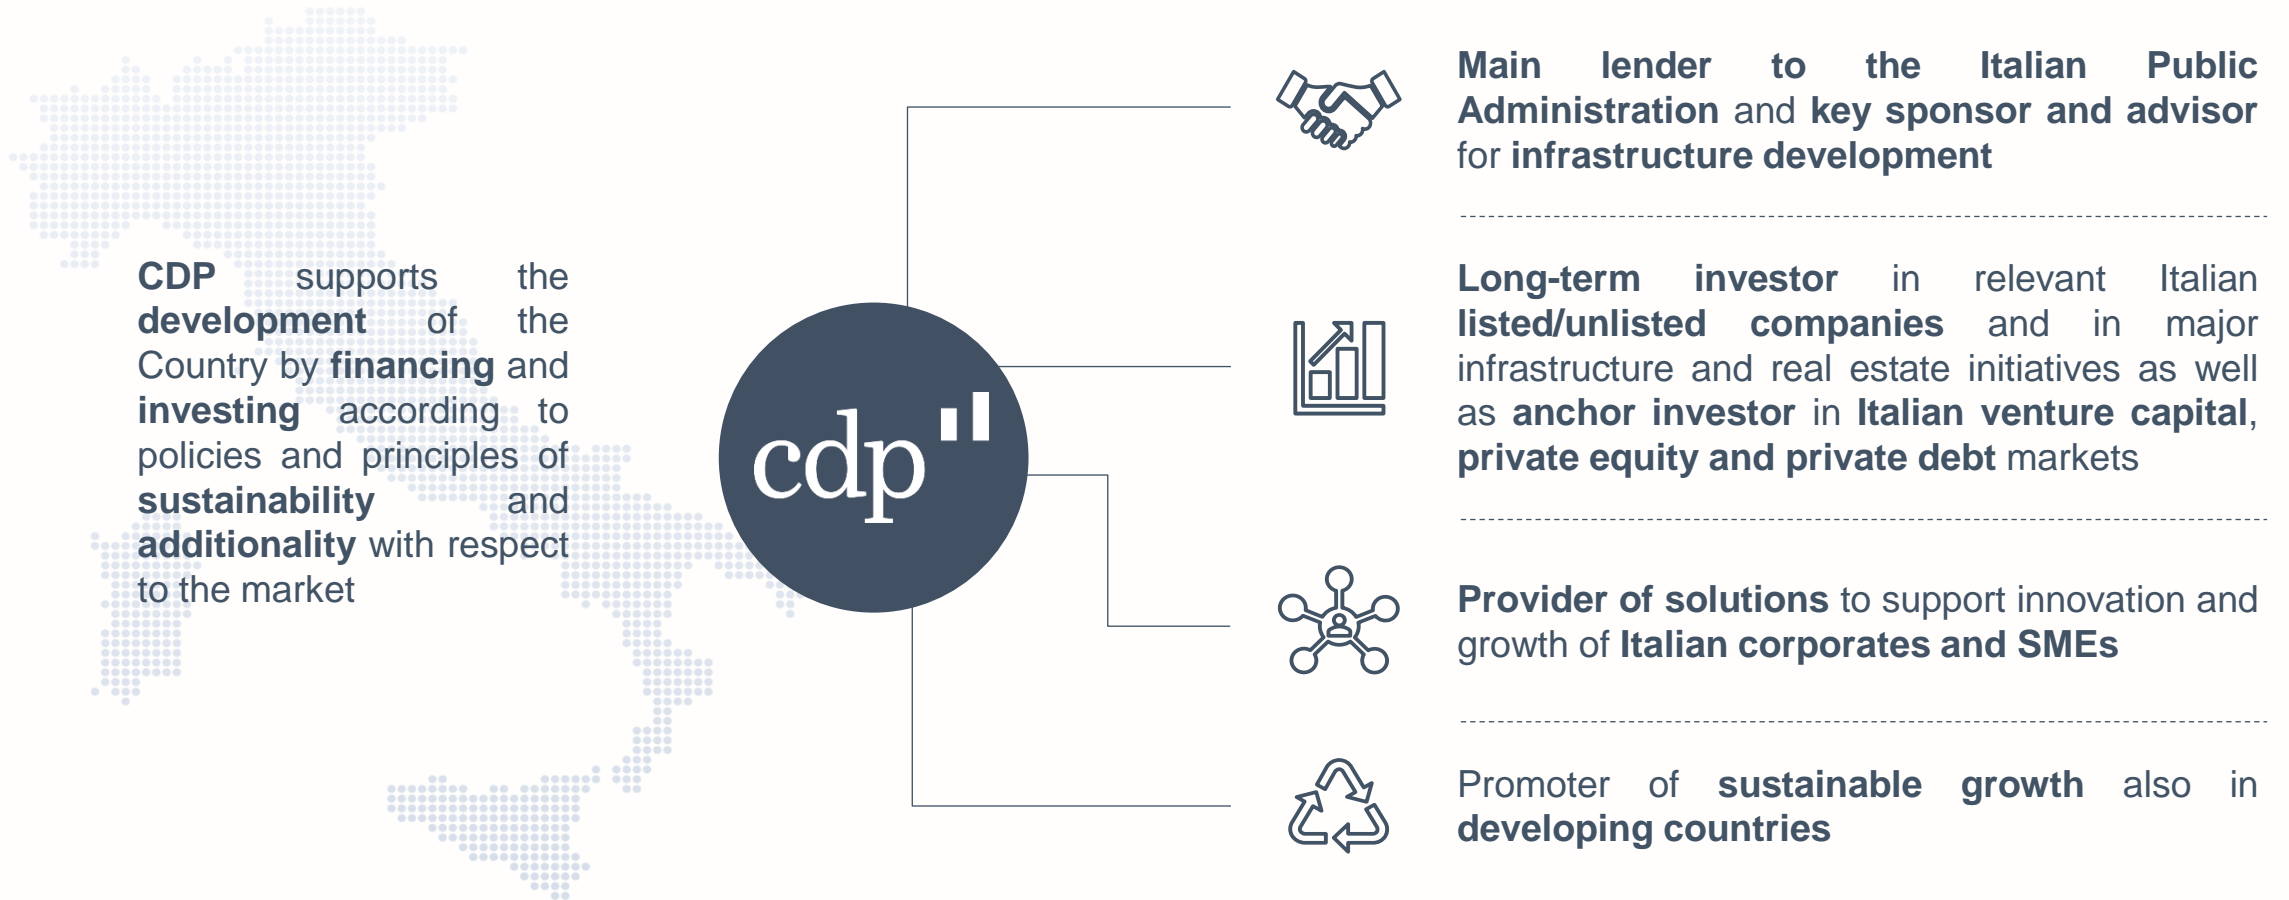 CDP supports the
development of the
Country by financing and
investing according to
policies and principles of
sustainability and
additionality with respect
to the market
cdp
Main lender to the Italian Public
Administration and key sponsor and advisor
for infrastructure development
Long-term investor in relevant Italian
listed/unlisted companies and in major
infrastructure and real estate initiatives as well
as anchor investor in Italian venture capital,
private equity and private debt markets
Provider of solutions to support innovation and
growth of Italian corporates and SMEs
Promoter of sustainable growth also in
developing countries